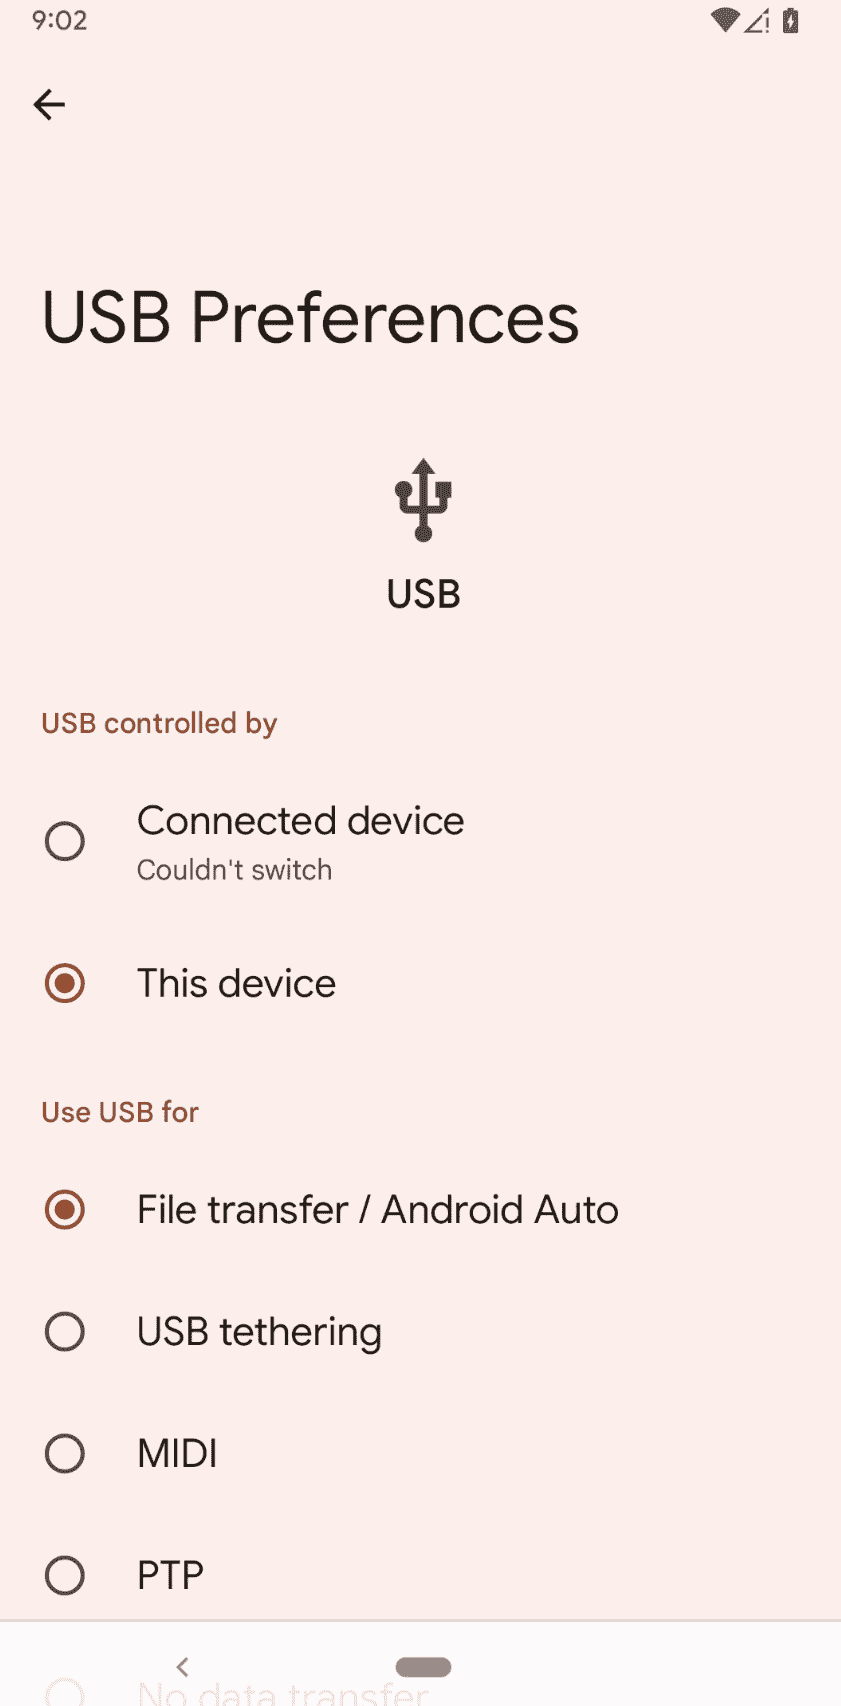 9:02
USB Preferences
USB
USB controlled by
Connected device
Couldn't switch
This device
Use USB for
File transfer / Android Auto
USB tethering
MIDI
PTP
No data transfer